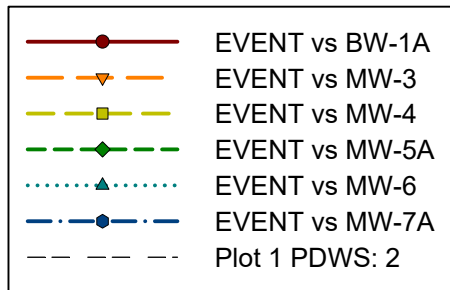 EVENT vs BW-1A
EVENT vs MW-3
EVENT vs MW-4
EVENT vs MW-5A
EVENT vs MW-6
EVENT vs MW-7A
Plot 1 PDWS: 2